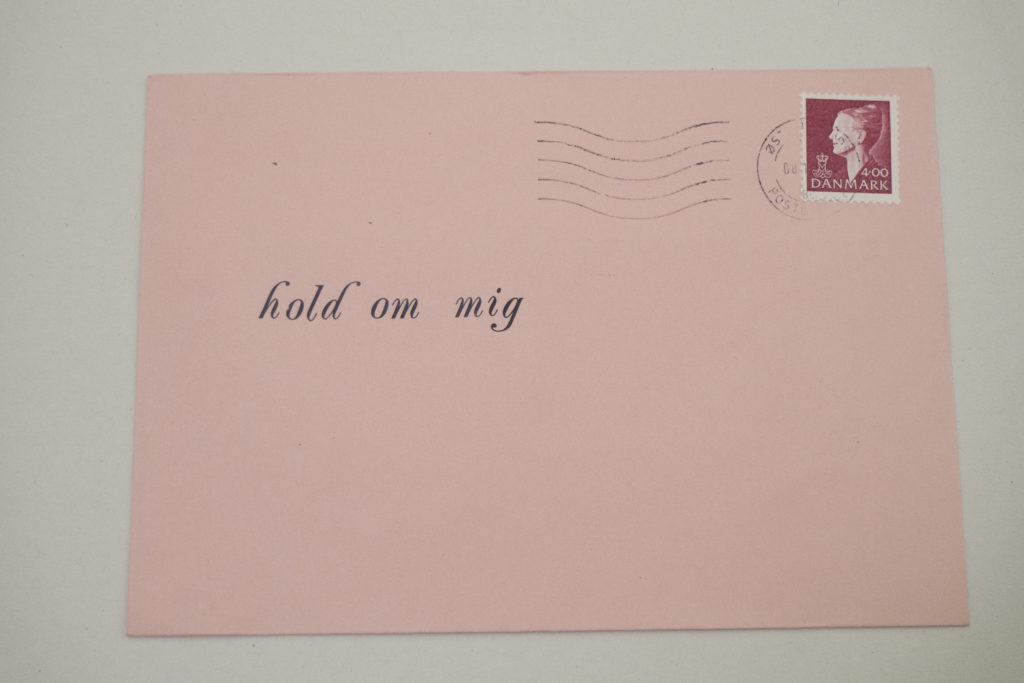 hold om mig
4.00
DANMARK